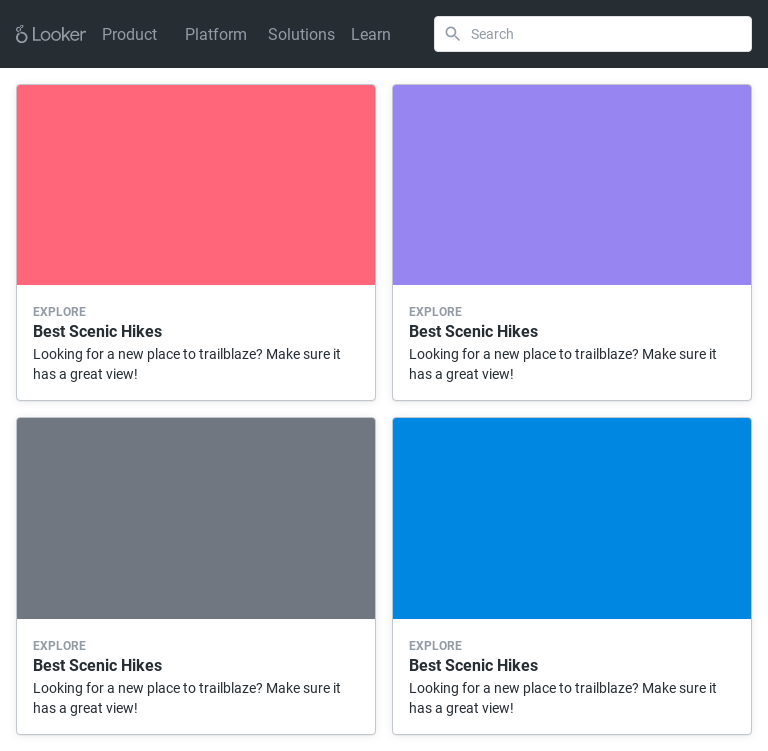 Looker Product Platform Solutions Learn Search
EXPLORE
Best Scenic Hikes
Looking for a new place to trailblaze? Make sure it
has a great view!
EXPLORE
Best Scenic Hikes
Looking for a new place to trailblaze? Make sure it
has a great view!
EXPLORE
Best Scenic Hikes
Looking for a new place to trailblaze? Make sure it
has a great view!
EXPLORE
Best Scenic Hikes
Looking for a new place to trailblaze? Make sure it
has a great view!